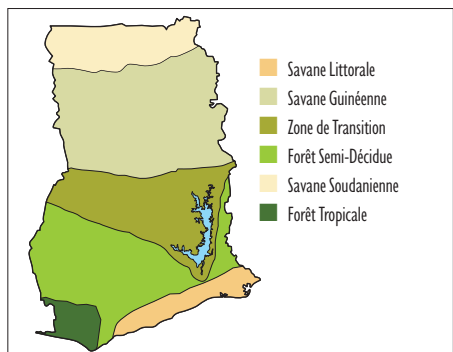 Savane Littorale
Savane Guinéenne
Zone de Transition
Forêt Semi-Décidue
Savane Soudanienne
Forêt Tropicale